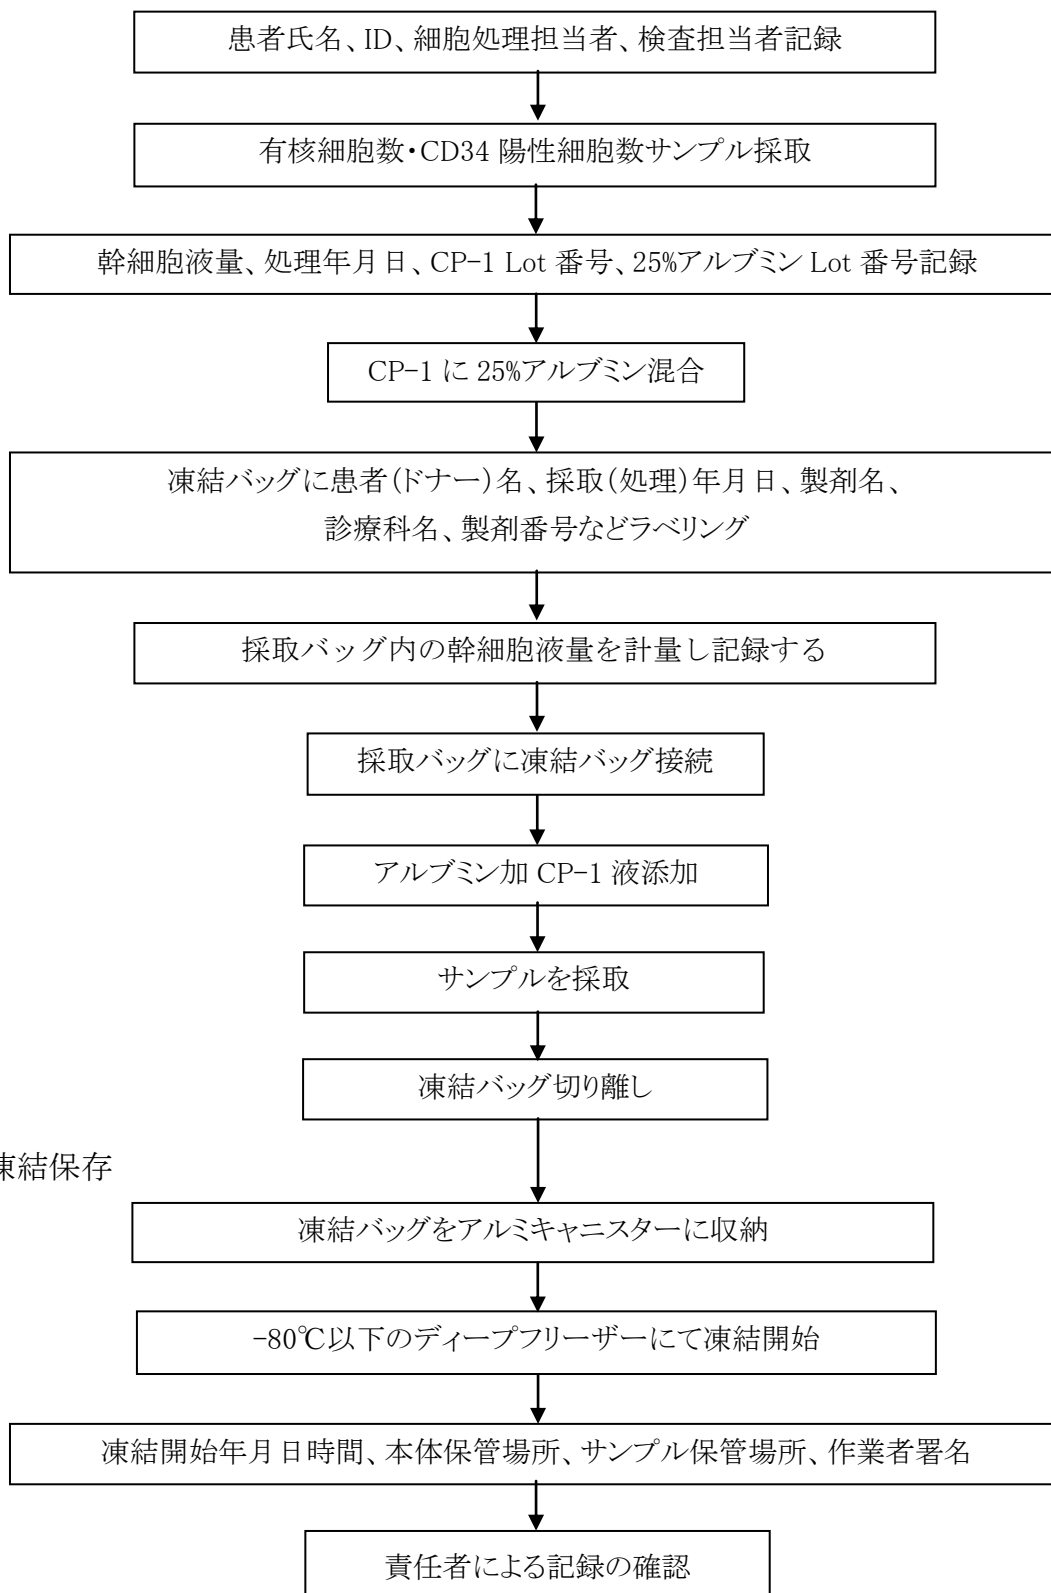 患者氏名、ID、細胞処理担当者、検査担当者記録
有核細胞数・CD34 陽性細胞数サンプル採取
幹細胞液量、処理年月日、CP-1 Lot 番号、25%アルブミン Lot 番号記録
CP-1 に 25%アルブミン混合
凍結バッグに患者(ドナー)名、採取(処理)年月日、製剤名、
診療科名、製剤番号などラベリング
採取バッグ内の幹細胞液量を計量し記録する
採取バッグに凍結バッグ接続
アルブミン加 CP-1 液添加
サンプルを採取
凍結バッグ切り離し
凍結保存
凍結バッグをアルミキャニスターに収納
-80℃以下のディープフリーザーにて凍結開始
凍結開始年月日時間、本体保管場所、サンプル保管場所、作業者署名
責任者による記録の確認